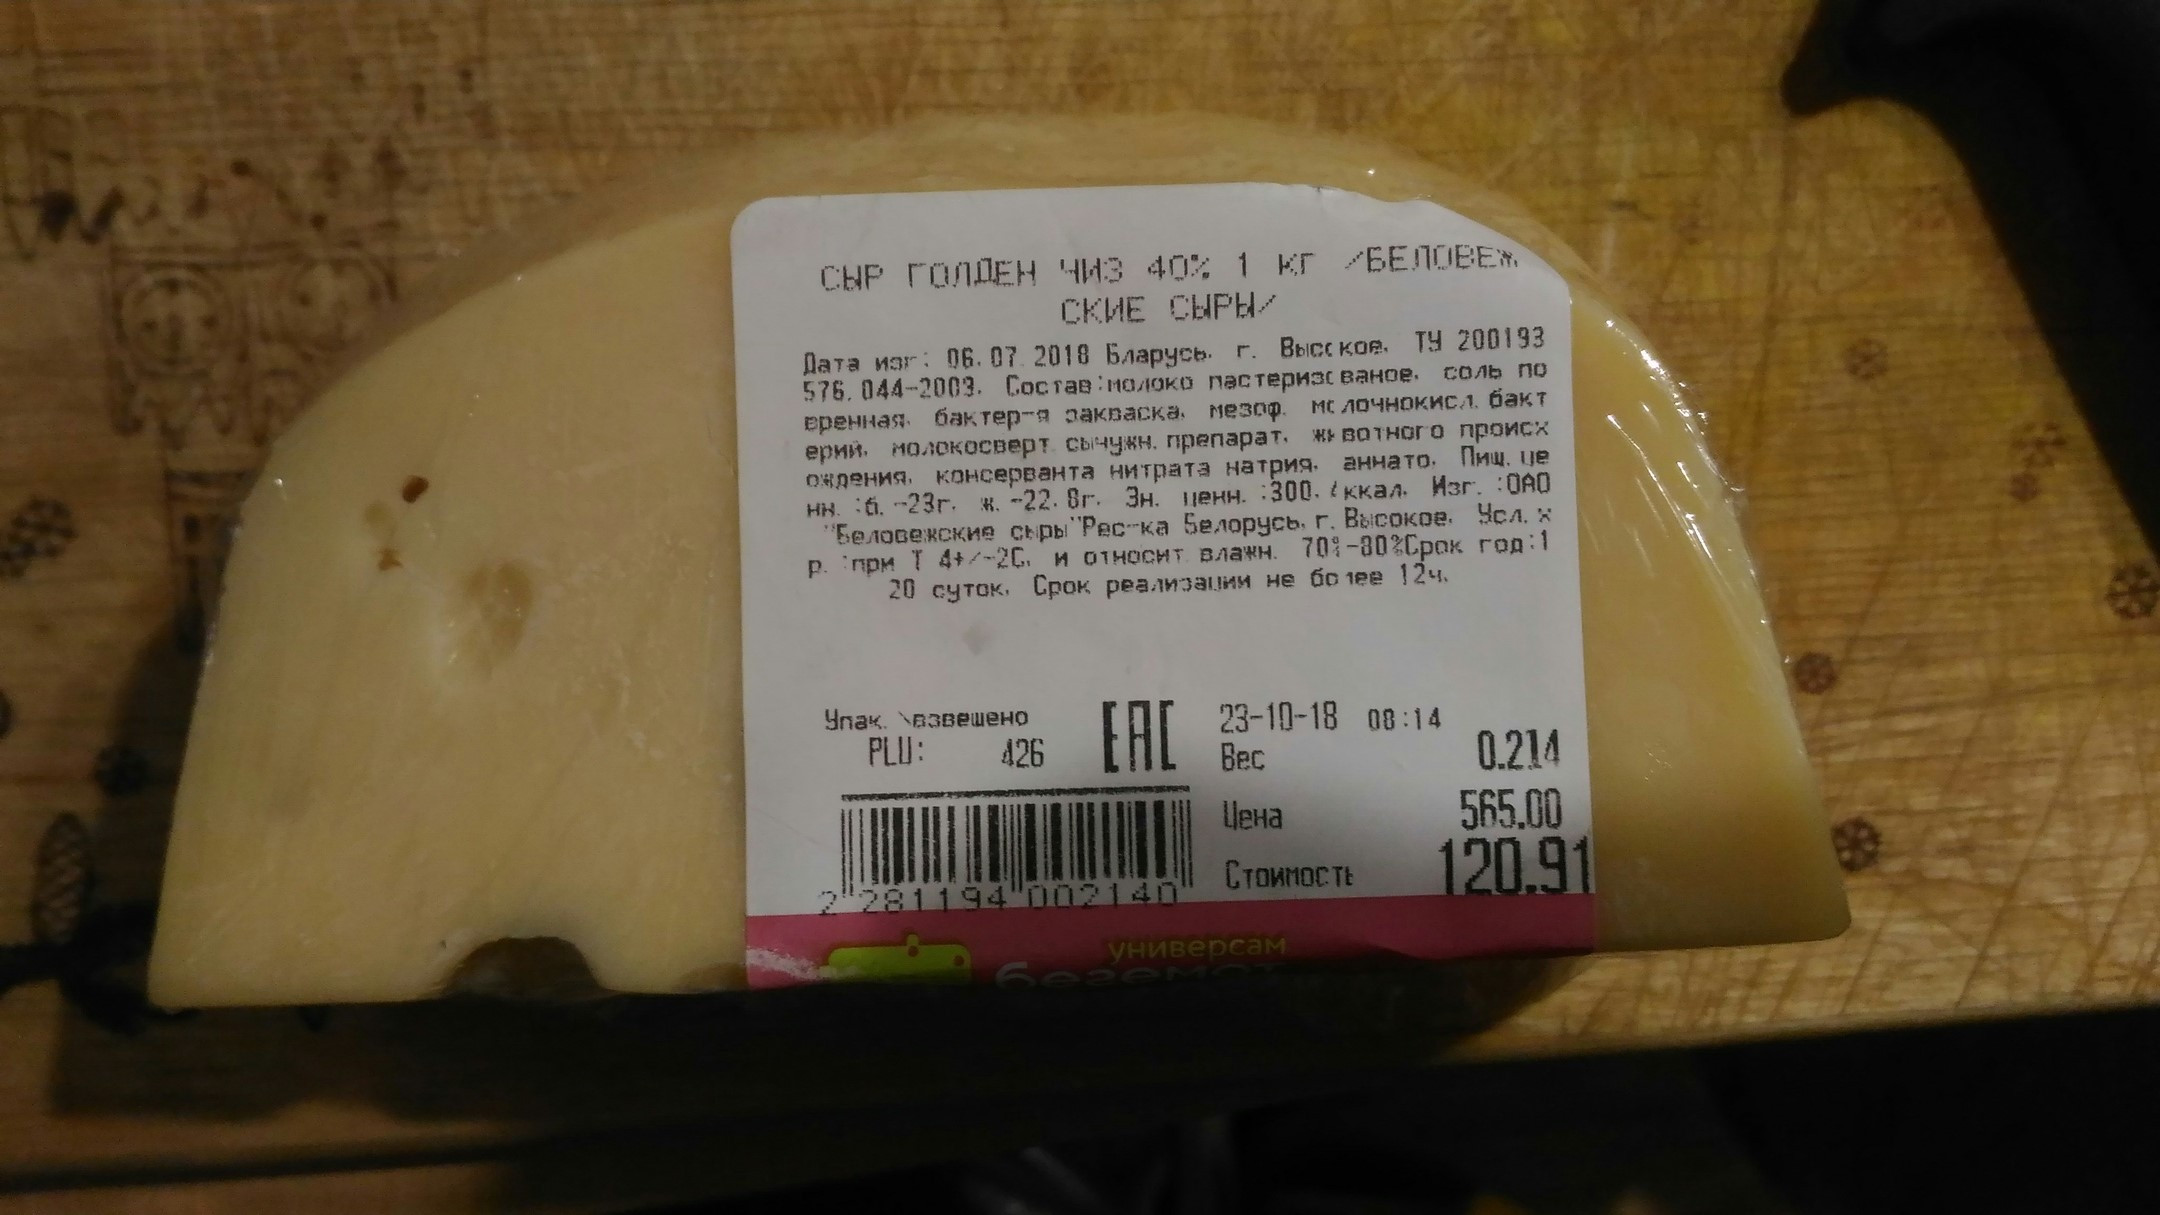 СЫР ГОЛДЕН ЧИЗ 40% 1 КГ /БЕЛОВЕЖ
СКИЕ СЫРЫ/
Дата изг: 06.07.2018 Бларусь. г. Высокое. ТУ 200193
576.044-2009. Состав:молоко пастеризованое. соль по
вренная. бактер-я закваска. мезоф. молочнокисл. бакт
ерий. молокосверт. сычужн. препарат. животного происх
ождения. консерванта нитрата натрия. аннато. Пищ. це
нн. :б. -23г. ж. -22.8г. Эн. ценн. ккал. Изг. :ОАО
"Беловежские сыры"Рес-ка Белорусь. г. Высокое. Усл. х
р. :при Т 4+/-2С. и относит. влажн. 70%-80%Срок год:1
20 суток. Срок реализации не более 12ч.
Упак. \взвешено
PLU: 426
EAC
23-10-18 08:14
Вес 0.214
Цена 565.00
Стоимость 120.91
2 281194 002140
универсам
бегемот